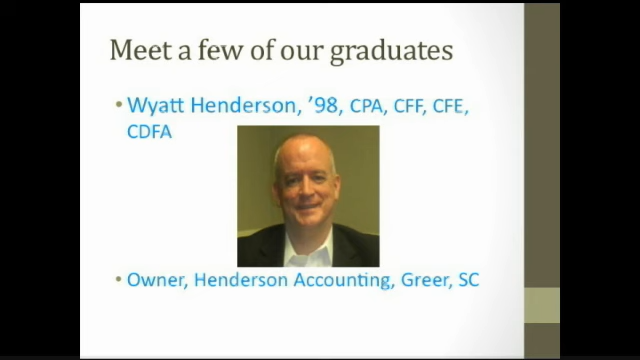 Meet a few of our graduates
• Wyatt Henderson, ’98, CPA, CFF, CFE,
CDFA
• Owner, Henderson Accounting, Greer, SC